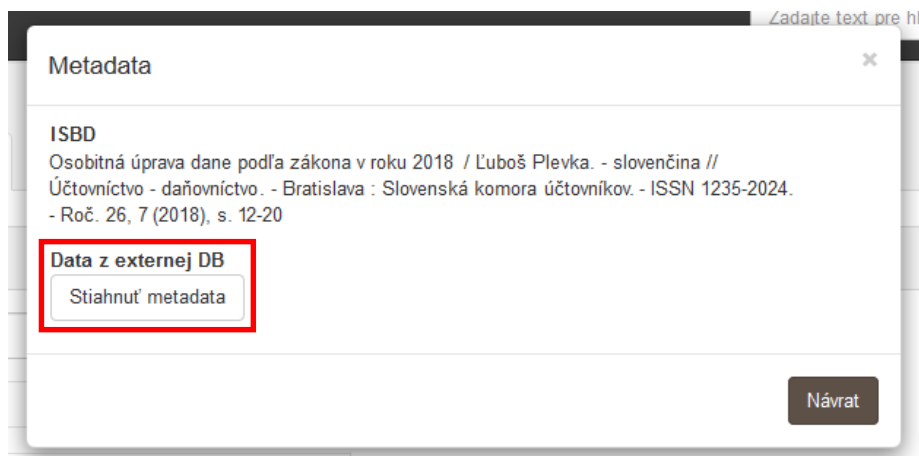 Zadajte text pre h
Metadata
×
ISBD
Osobitná úprava dane podľa zákona v roku 2018 / Ľuboš Plevka. - slovenčina //
Účtovníctvo - daňovníctvo. - Bratislava : Slovenská komora účtovníkov. - ISSN 1235-2024.
- Roč. 26, 7 (2018), s. 12-20
Data z externej DB
Stiahnuť metadata
Návrat